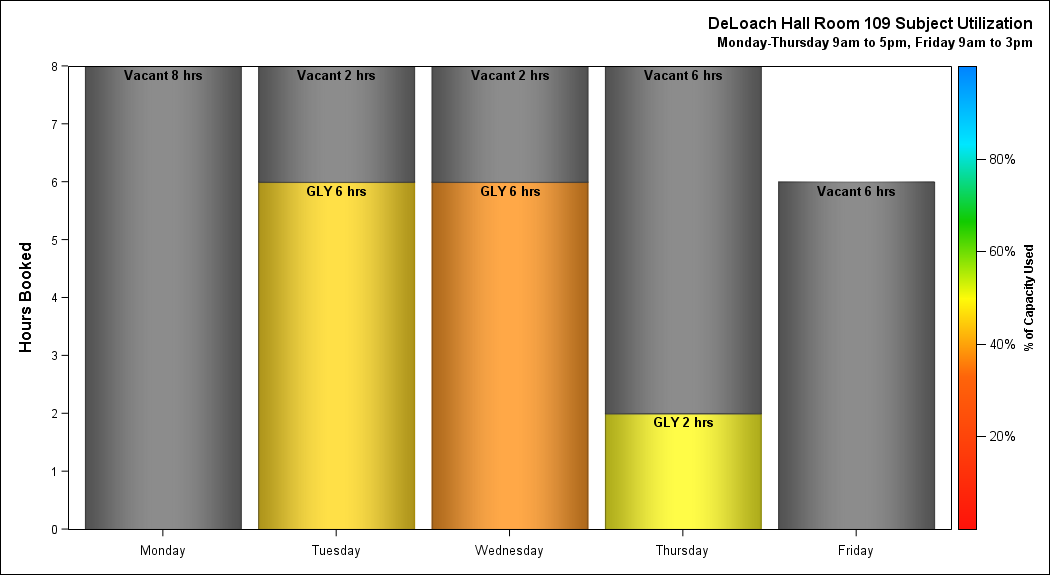 DeLoach Hall Room 109 Subject Utilization
Monday-Thursday 9am to 5pm, Friday 9am to 3pm
Hours Booked
8
7
6
5
4
3
2
1
0
Vacant 8 hrs
Vacant 2 hrs
Vacant 2 hrs
Vacant 6 hrs
GLY 6 hrs
GLY 6 hrs
Vacant 6 hrs
GLY 2 hrs
Monday
Tuesday
Wednesday
Thursday
Friday
80%
60%
40%
20%
% of Capacity Used